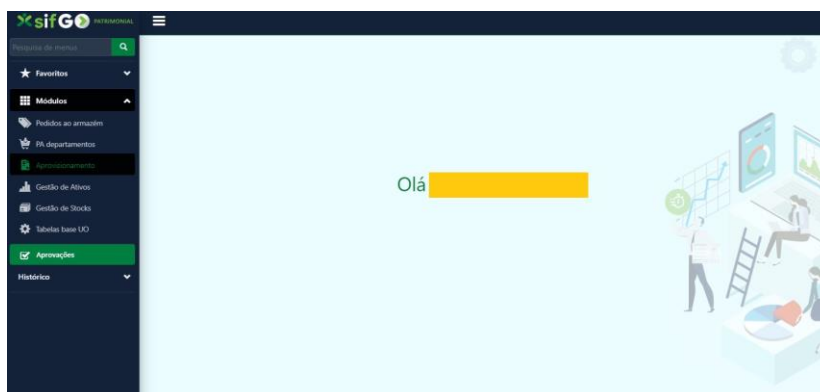 sifGO PATRIMONIAL
Pesquisa de menus
Favoritos
Módulos
Pedidos ao armazém
PA departamentos
Aprovisionamento
Gestão de Ativos
Gestão de Stocks
Tabelas base UO
Aprovações
Histórico
Olá